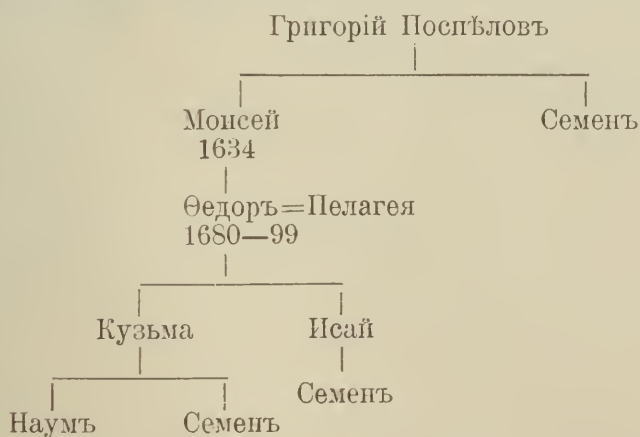 Григорій Поспѣловъ
Моисей Семенъ
1634
Ѳедоръ=Пелагея
1680—99
Кузьма Исай
Семенъ
Наумъ Семенъ